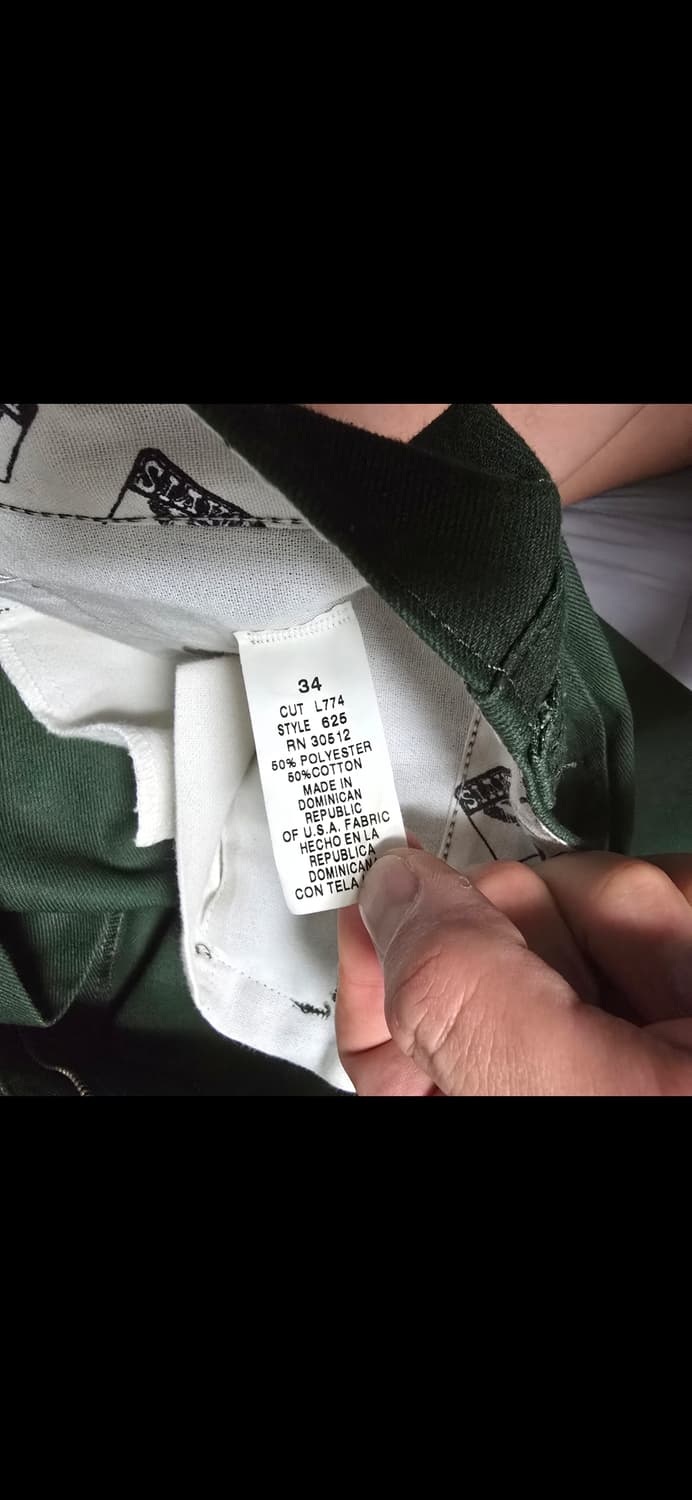 34
CUT L774
STYLE 625
RN 30512
50% POLYESTER
50%COTTON
MADE IN
DOMINICAN
REPUBLIC
OF U.S.A. FABRIC
HECHO EN LA
REPUBLICA
DOMINICANA
CON TELA